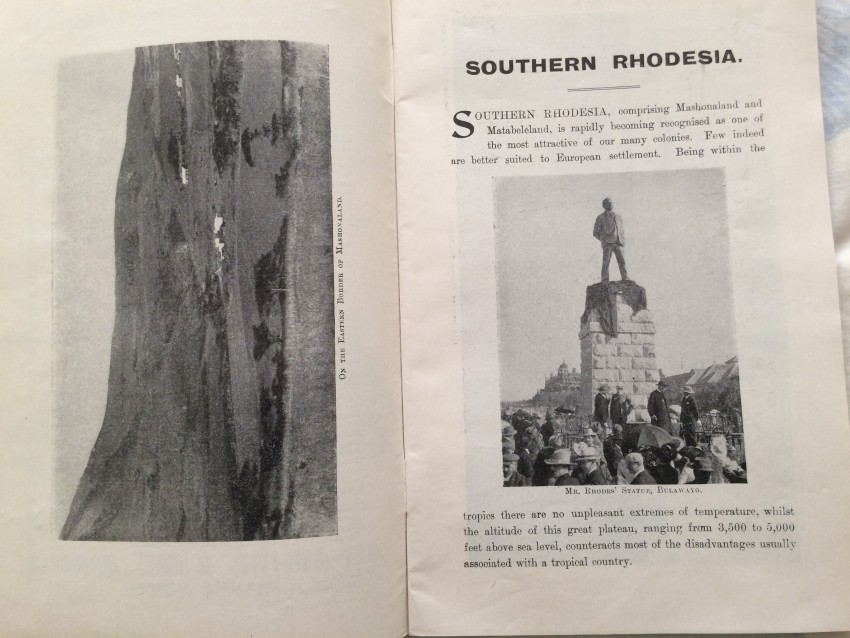 ON THE EASTERN BORDER OF MASHONALAND.
SOUTHERN RHODESIA.
SOUTHERN RHODESIA, comprising Mashonaland and
Matabeleland, is rapidly becoming recognised as one of
the most attractive of our many colonies. Few indeed
are better suited to European settlement. Being within the
MR. RHODES' STATUE, BULAWAYO.
tropics there are no unpleasant extremes of temperature, whilst
the altitude of this great plateau, ranging from 3,500 to 5,000
feet above sea level, counteracts most of the disadvantages usually
associated with a tropical country.